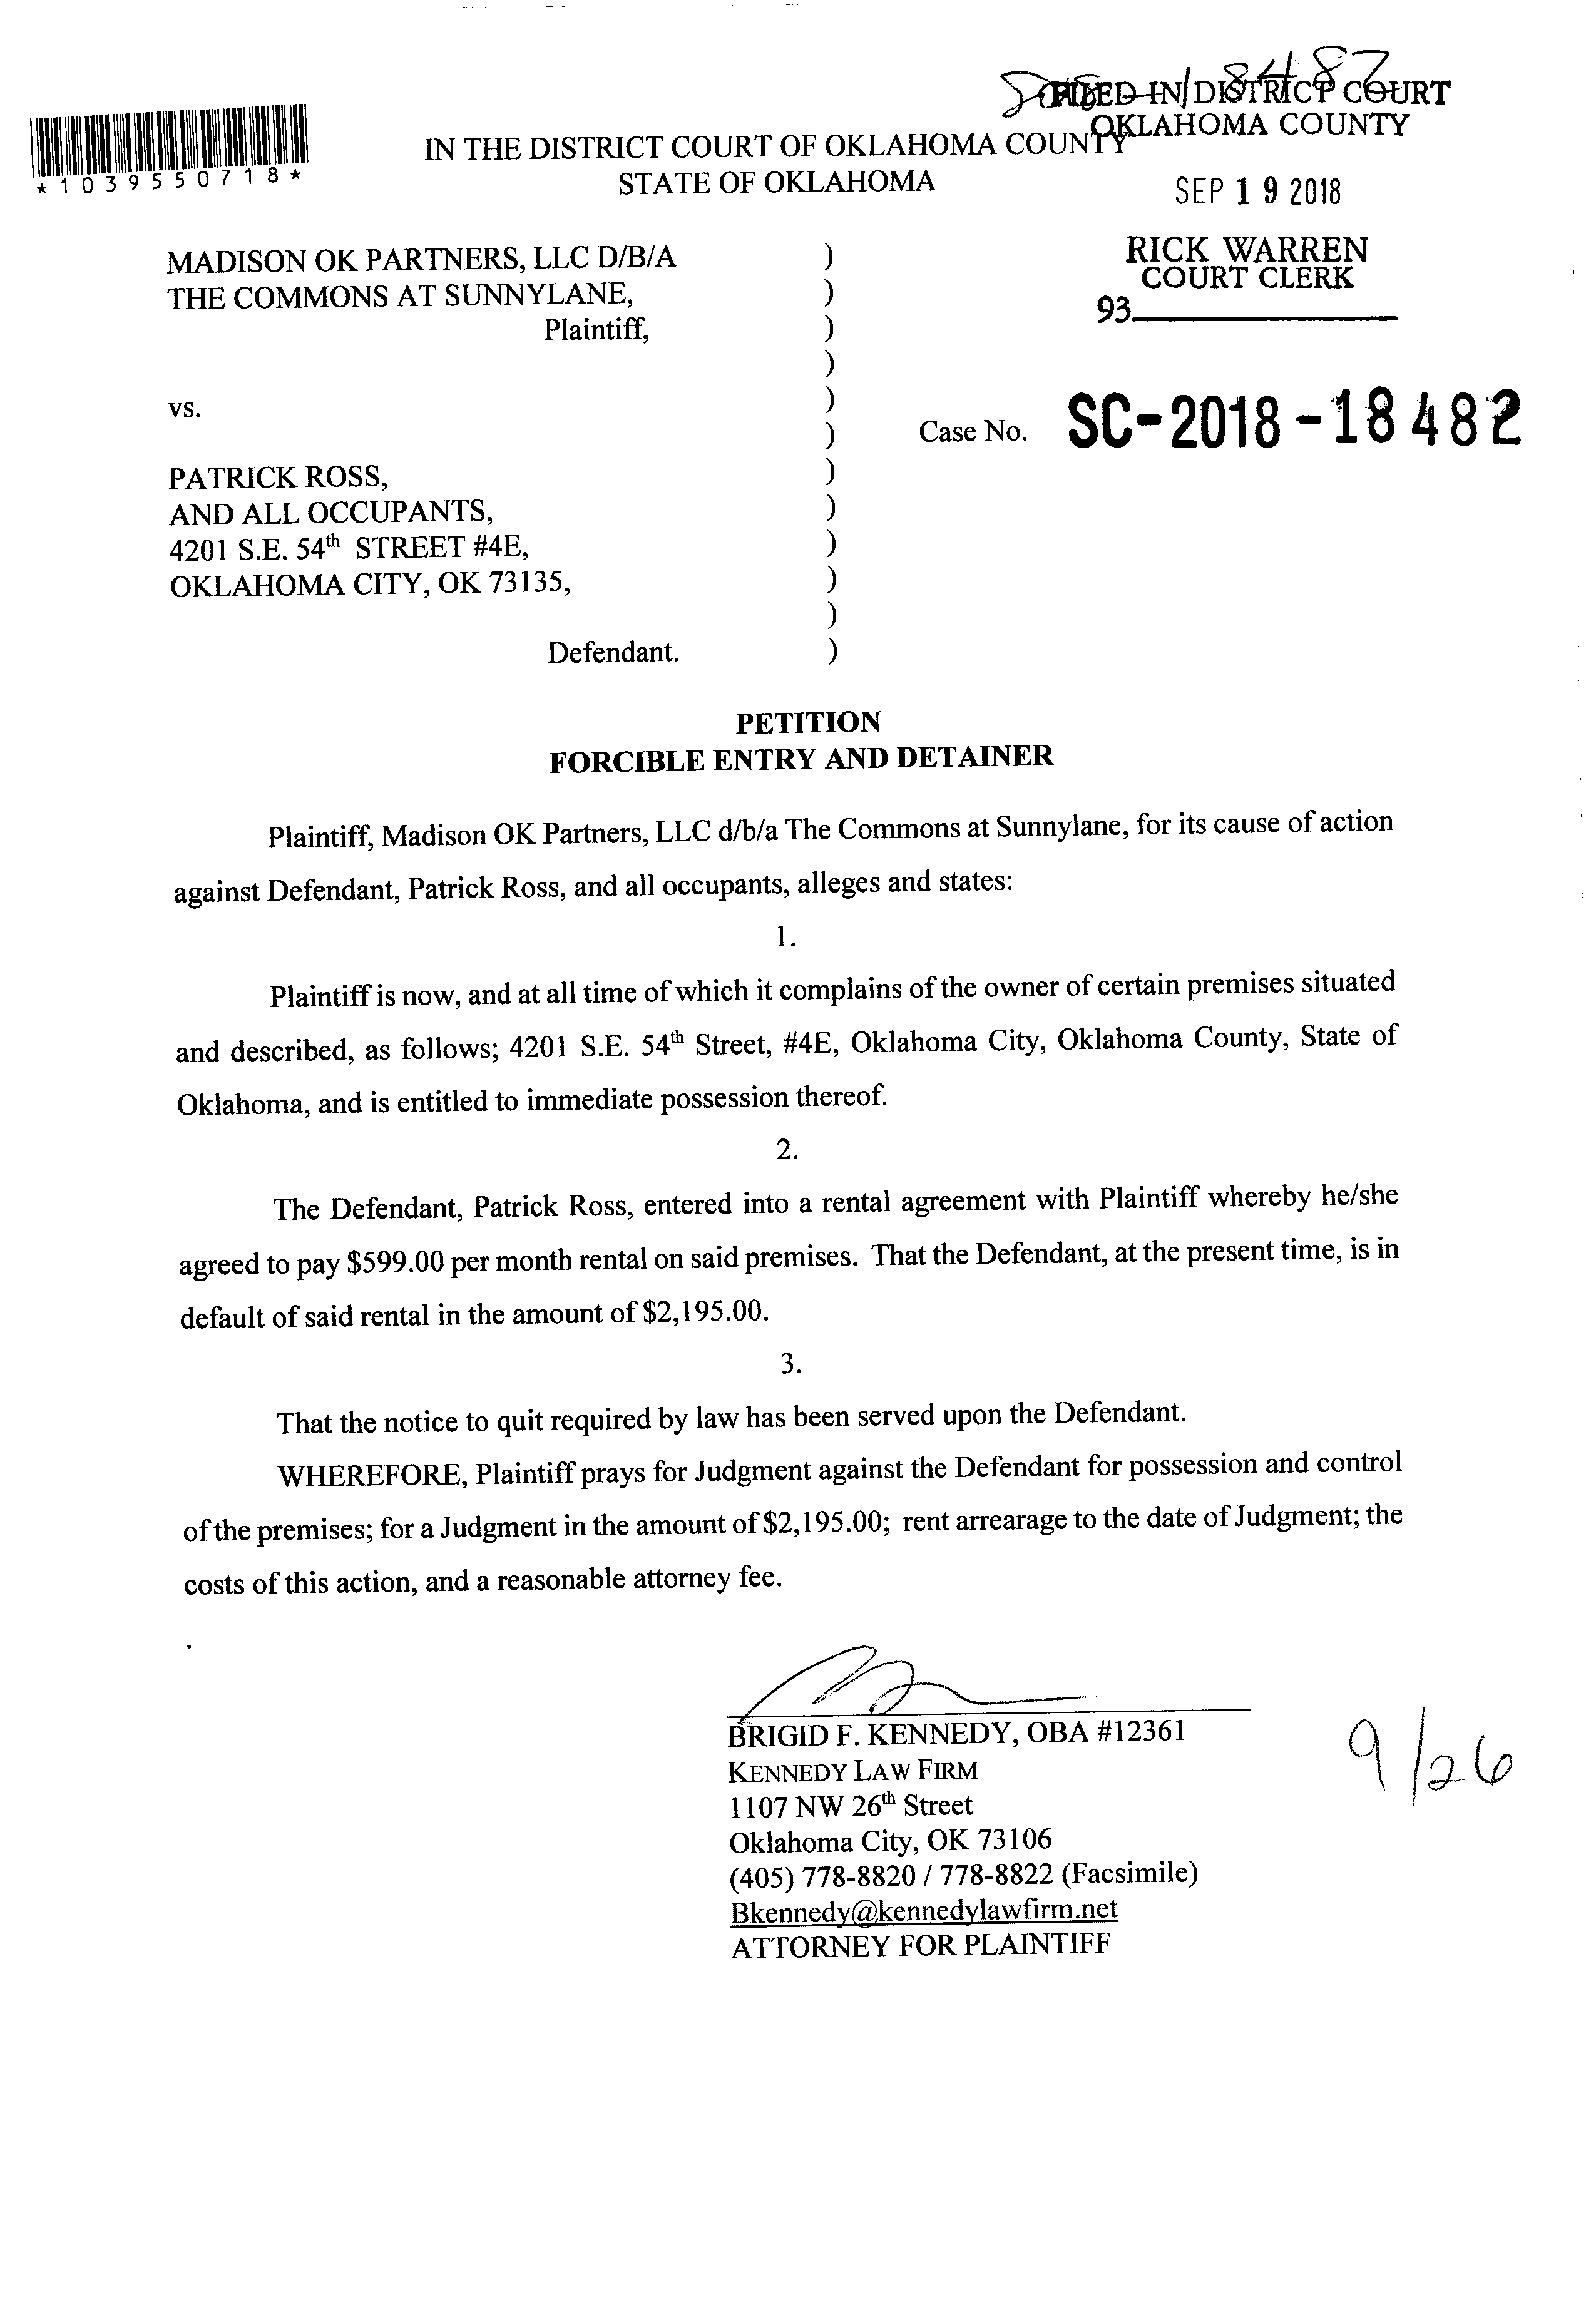 FILED IN DISTRICT COURT
OKLAHOMA COUNTY
*1039550718*
IN THE DISTRICT COURT OF OKLAHOMA COUNTY
STATE OF OKLAHOMA
SEP 19 2018
RICK WARREN
COURT CLERK
93
MADISON OK PARTNERS, LLC D/B/A )
THE COMMONS AT SUNNYLANE, )
Plaintiff, )
)
vs. )
Case No. SC-2018-18482
)
PATRICK ROSS, )
AND ALL OCCUPANTS, )
4201 S.E. 54th STREET #4E, )
OKLAHOMA CITY, OK 73135, )
)
Defendant. )
PETITION
FORCIBLE ENTRY AND DETAINER
Plaintiff, Madison OK Partners, LLC d/b/a The Commons at Sunnylane, for its cause of action
against Defendant, Patrick Ross, and all occupants, alleges and states:
1.
Plaintiff is now, and at all time of which it complains of the owner of certain premises situated
and described, as follows; 4201 S.E. 54th Street, #4E, Oklahoma City, Oklahoma County, State of
Oklahoma, and is entitled to immediate possession thereof.
2.
The Defendant, Patrick Ross, entered into a rental agreement with Plaintiff whereby he/she
agreed to pay $599.00 per month rental on said premises. That the Defendant, at the present time, is in
default of said rental in the amount of $2,195.00.
3.
That the notice to quit required by law has been served upon the Defendant.
WHEREFORE, Plaintiff prays for Judgment against the Defendant for possession and control
of the premises; for a Judgment in the amount of $2,195.00; rent arrearage to the date of Judgment; the
costs of this action, and a reasonable attorney fee.
.
BRIGID F. KENNEDY, OBA #12361
KENNEDY LAW FIRM
1107 NW 26th Street
Oklahoma City, OK 73106
(405) 778-8820 / 778-8822 (Facsimile)
Bkennedy@kennedylawfirm.net
ATTORNEY FOR PLAINTIFF
9/26